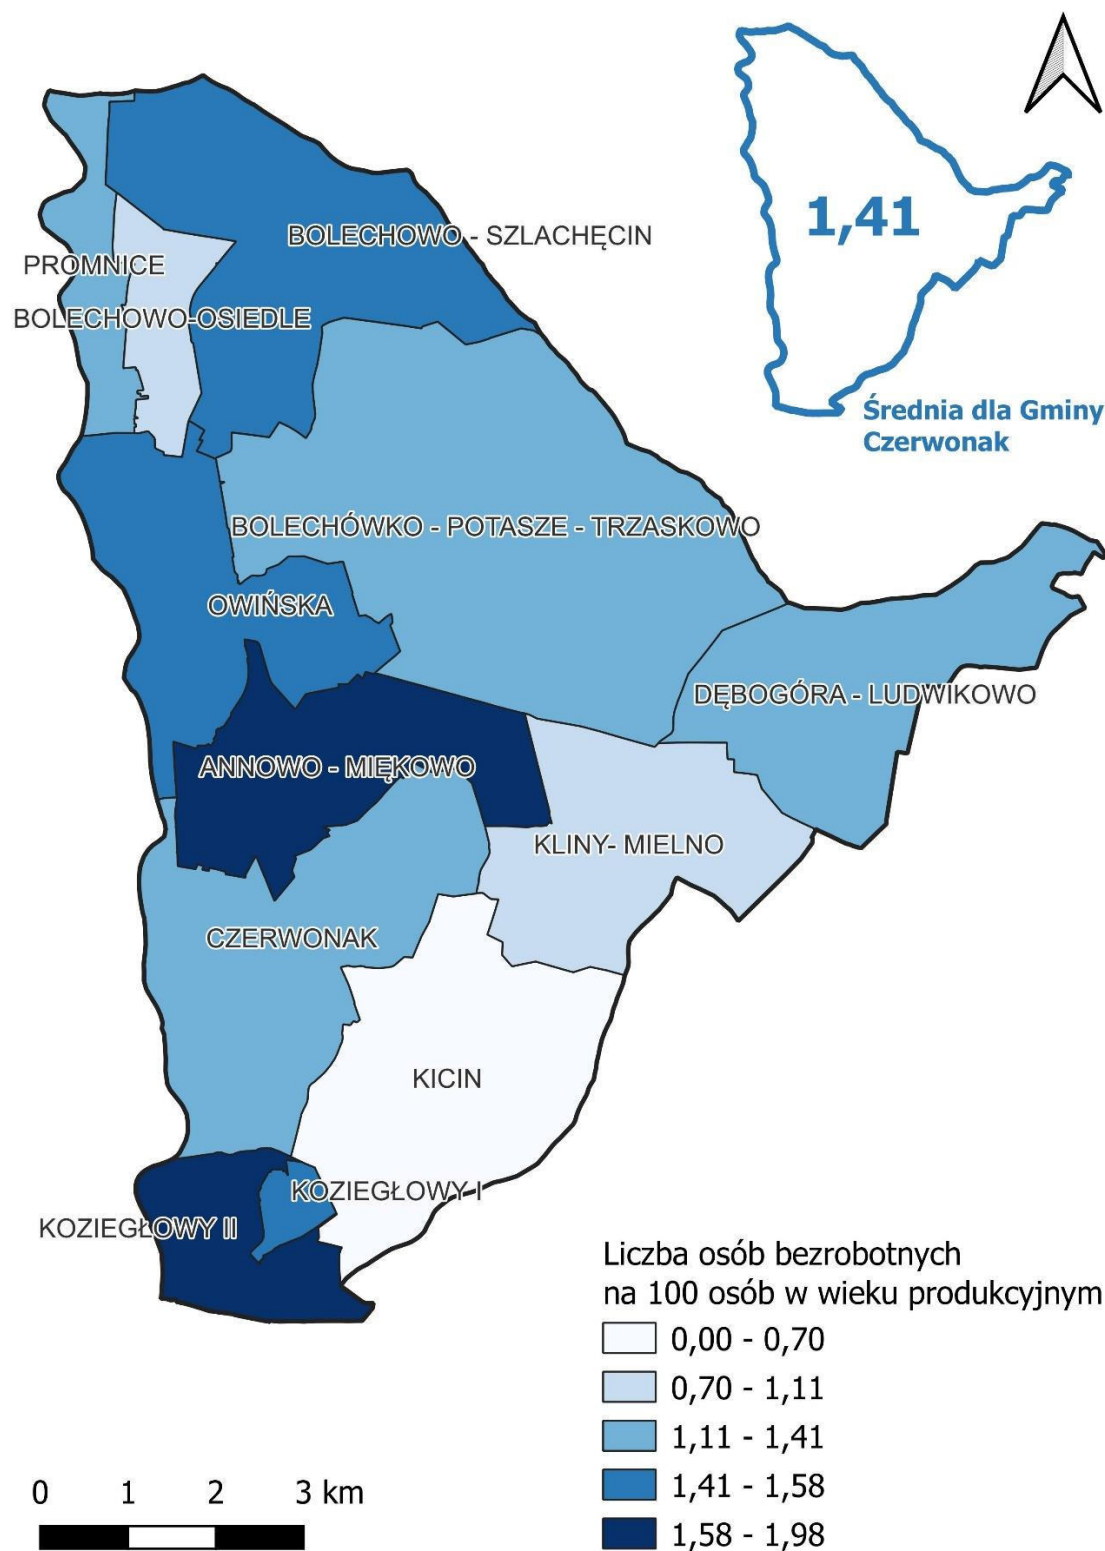 1,41
Średnia dla Gminy
Czerwonak
BOLECHOWO - SZLACHĘCIN
PROMNICE
BOLECHOWO-OSIEDLE
BOLECHÓWKO - POTASZE - TRZASKOWO
OWIŃSKA
DĘBOGÓRA - LUDWIKOWO
ANNOWO - MIĘKOWO
KLINY- MIELNO
CZERWONAK
KICIN
KOZIEGŁOWY I
KOZIEGŁOWY II
Liczba osób bezrobotnych
na 100 osób w wieku produkcyjnym
0,00 - 0,70
0,70 - 1,11
1,11 - 1,41
1,41 - 1,58
1,58 - 1,98
0 1 2 3 km